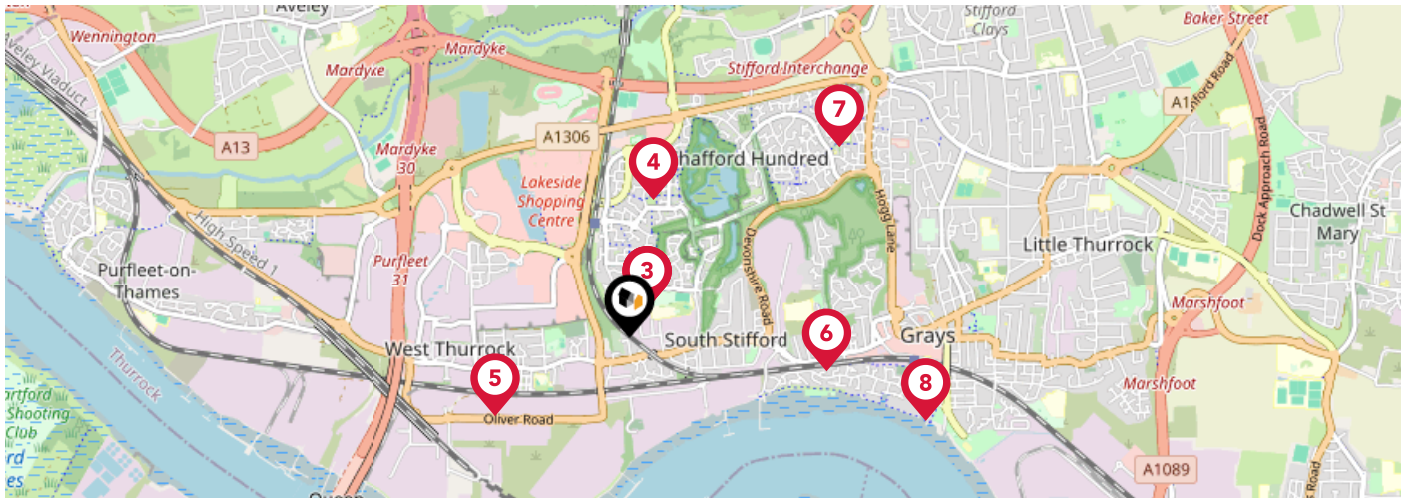 Aveley
Wennington
Mardyke
Mardyke
Stifford
Clays
Baker Street
Aveley Viaduct
Stifford Interchange
7
A1
A13
A1306
Mardyke
30
4
hafford Hundred
Lakeside
Shopping
Centre
Hogg Lane
Dock Approach Road
Chadwell St
Mary
High Speed 1
Purfleet-on-
Thames
Purfleet
31
3
Devonshire Road
Little Thurrock
Marshfoot
Thurrock
West Thurrock
South Stifford
6
Grays
5
8
Marshfoot
Oliver Road
Shooting
Club
A1089
Road